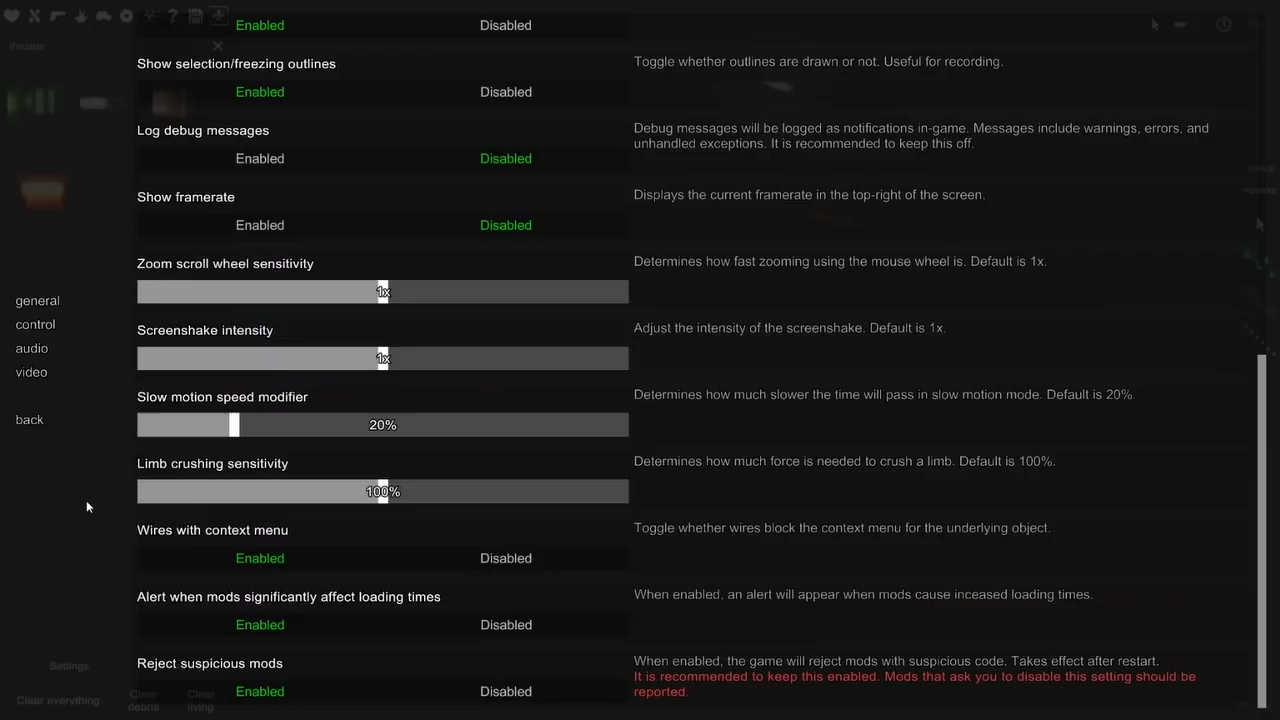 thruster
Enabled Disabled
Show selection/freezing outlines
Toggle whether outlines are drawn or not. Useful for recording.
Enabled Disabled
Log debug messages
Debug messages will be logged as notifications in-game. Messages include warnings, errors, and
unhandled exceptions. It is recommended to keep this off.
Enabled Disabled
Show framerate
Displays the current framerate in the top-right of the screen.
Enabled Disabled
Zoom scroll wheel sensitivity
Determines how fast zooming using the mouse wheel is. Default is 1x.
1x
Screenshake intensity
Adjust the intensity of the screenshake. Default is 1x.
1x
Slow motion speed modifier
Determines how much slower the time will pass in slow motion mode. Default is 20%.
20%
Limb crushing sensitivity
Determines how much force is needed to crush a limb. Default is 100%.
100%
Wires with context menu
Toggle whether wires block the context menu for the underlying object.
Enabled Disabled
Alert when mods significantly affect loading times
When enabled, an alert will appear when mods cause inceased loading times.
Enabled Disabled
Reject suspicious mods
When enabled, the game will reject mods with suspicious code. Takes effect after restart.
It is recommended to keep this enabled. Mods that ask you to disable this setting should be
reported.
Enabled Disabled
general
control
audio
video
back
Settings
Clear everything
Clear
debris
Clear
living